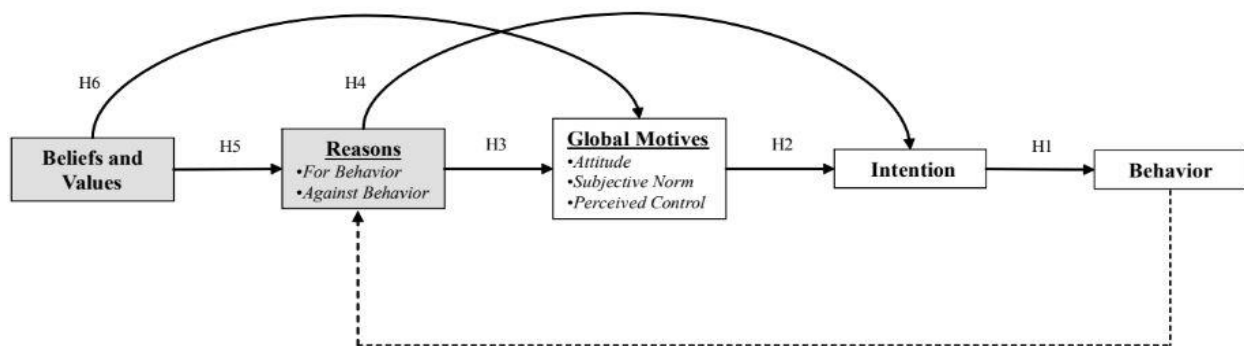 H6
H4
Beliefs and
Values
H5
Reasons
•For Behavior
•Against Behavior
H3
Global Motives
•Attitude
•Subjective Norm
•Perceived Control
H2
Intention
H1
Behavior